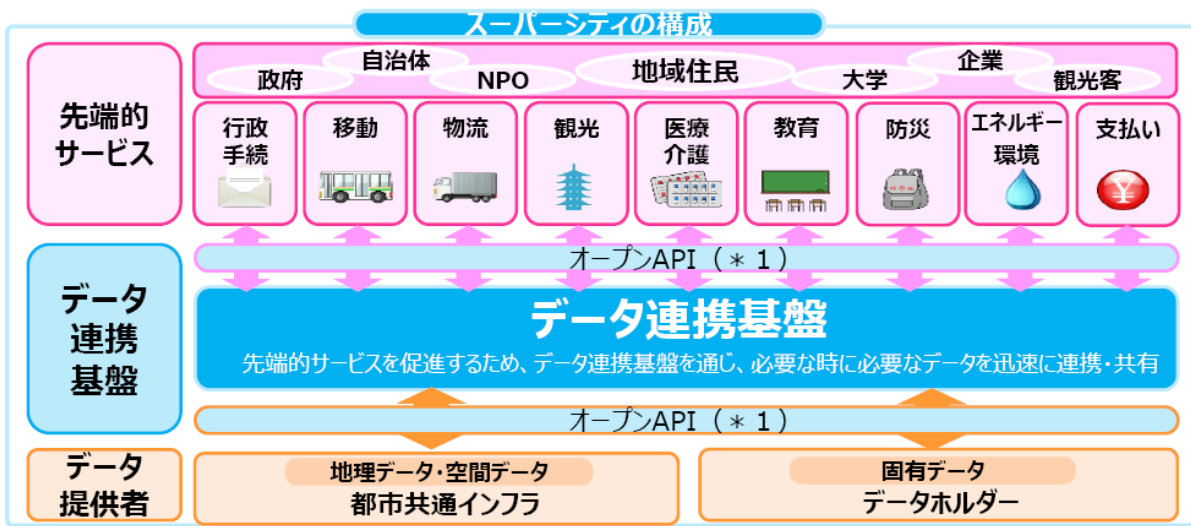 スーパーシティの構成
先端的
サービス
政府
自治体
NPO
地域住民
大学
企業
観光客
行政
手続
移動
物流
観光
医療
介護
教育
防災
エネルギー
環境
支払い
¥
オープンAPI（＊１）
データ
連携
基盤
データ連携基盤
先端的サービスを促進するため、データ連携基盤を通じ、必要な時に必要なデータを迅速に連携・共有
オープンAPI（＊１）
データ
提供者
地理データ・空間データ
都市共通インフラ
固有データ
データホルダー